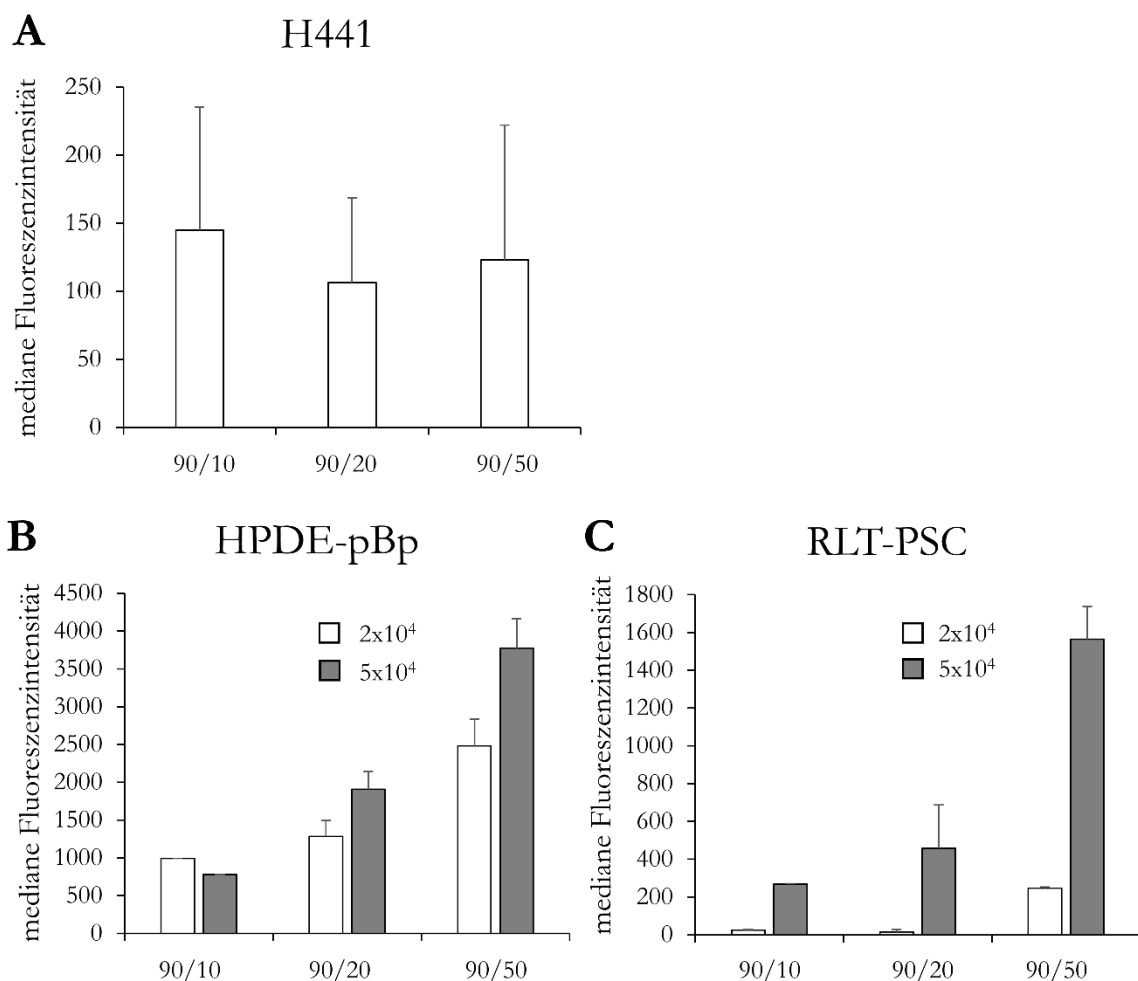 A
H441
mediane Fluoreszenzintensität
250
200
150
100
50
0
90/10 90/20 90/50
B
HPDE-pBp
mediane Fluoreszenzintensität
4500
4000
3500
3000
2500
2000
1500
1000
500
0
2x10⁴
5x10⁴
90/10 90/20 90/50
C
RLT-PSC
mediane Fluoreszenzintensität
1800
1600
1400
1200
1000
800
600
400
200
0
2x10⁴
5x10⁴
90/10 90/20 90/50